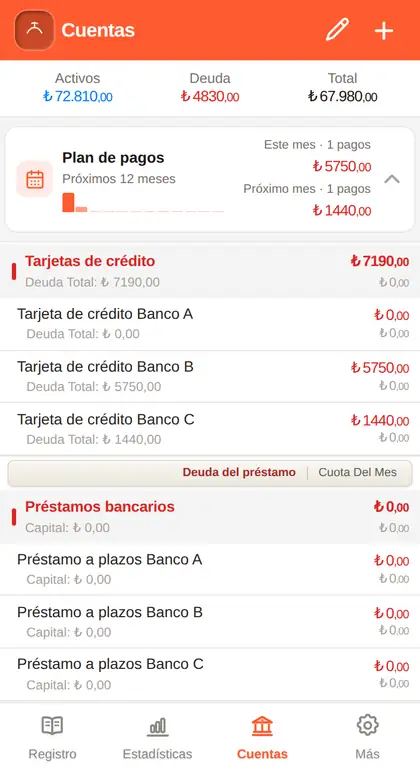 Cuentas
Activos
Deuda
Total
₺ 72.810,00
₺ 4830,00
₺ 67.980,00
Plan de pagos
Próximos 12 meses
Este mes · 1 pagos
₺ 5750,00
Próximo mes · 1 pagos
₺ 1440,00
Tarjetas de crédito
₺ 7190,00
Deuda Total: ₺ 7190,00
₺ 0,00
Tarjeta de crédito Banco A
₺ 0,00
Deuda Total: ₺ 0,00
₺ 0,00
Tarjeta de crédito Banco B
₺ 5750,00
Deuda Total: ₺ 5750,00
₺ 0,00
Tarjeta de crédito Banco C
₺ 1440,00
Deuda Total: ₺ 1440,00
₺ 0,00
Deuda del préstamo
Cuota Del Mes
Préstamos bancarios
₺ 0,00
Capital: ₺ 0,00
₺ 0,00
Préstamo a plazos Banco A
₺ 0,00
Capital: ₺ 0,00
₺ 0,00
Préstamo a plazos Banco B
₺ 0,00
Capital: ₺ 0,00
₺ 0,00
Préstamo a plazos Banco C
₺ 0,00
Capital: ₺ 0,00
₺ 0,00
Registro
Estadísticas
Cuentas
Más